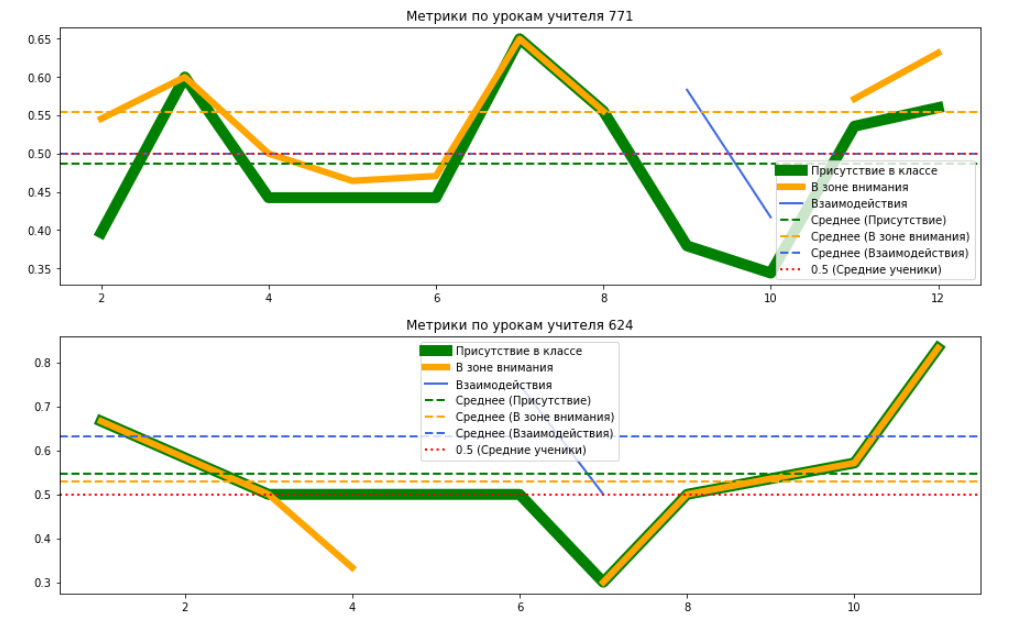 Метрики по урокам учителя 771
0.65
0.60
0.55
0.50
0.45
0.40
0.35
Присутствие в классе
В зоне внимания
Взаимодействия
Среднее (Присутствие)
Среднее (В зоне внимания)
Среднее (Взаимодействия)
0.5 (Средние ученики)
2 4 6 8 10 12
Метрики по урокам учителя 624
0.8
0.7
0.6
0.5
0.4
0.3
Присутствие в классе
В зоне внимания
Взаимодействия
Среднее (Присутствие)
Среднее (В зоне внимания)
Среднее (Взаимодействия)
0.5 (Средние ученики)
2 4 6 8 10